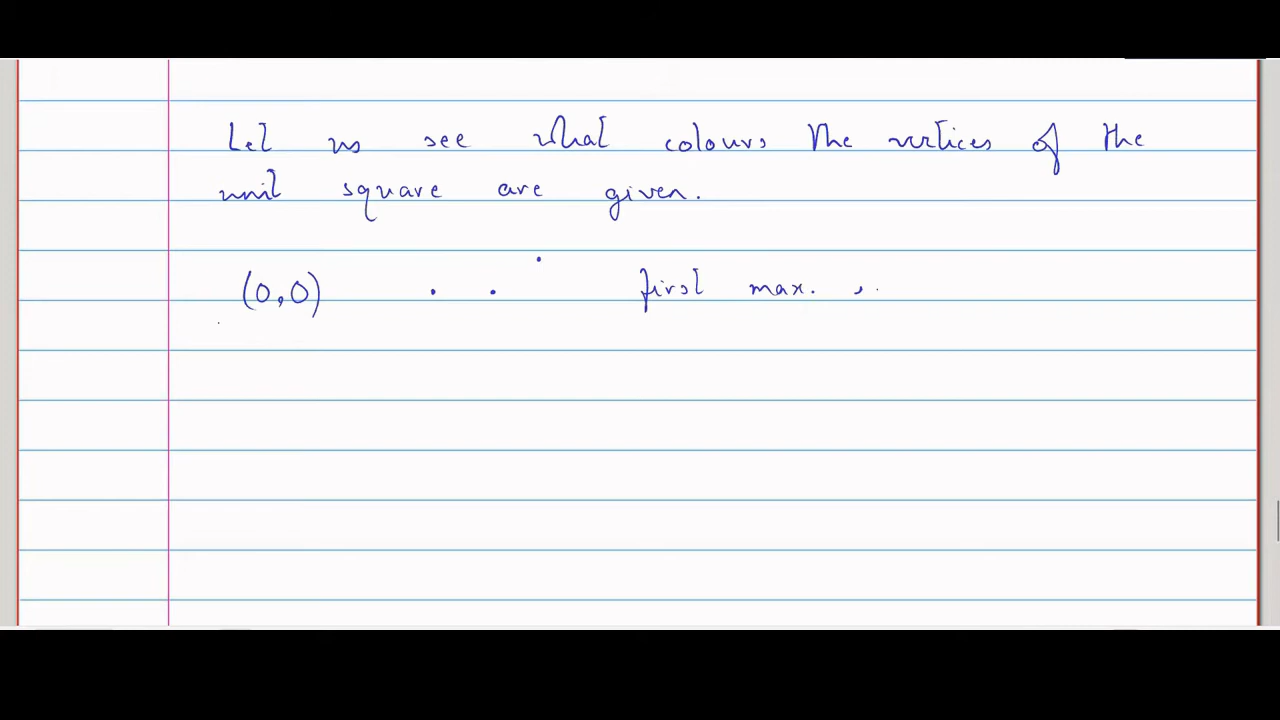 Let us see what colours the vertices of the
unit square are given.
(0,0) . . . first max. ,.